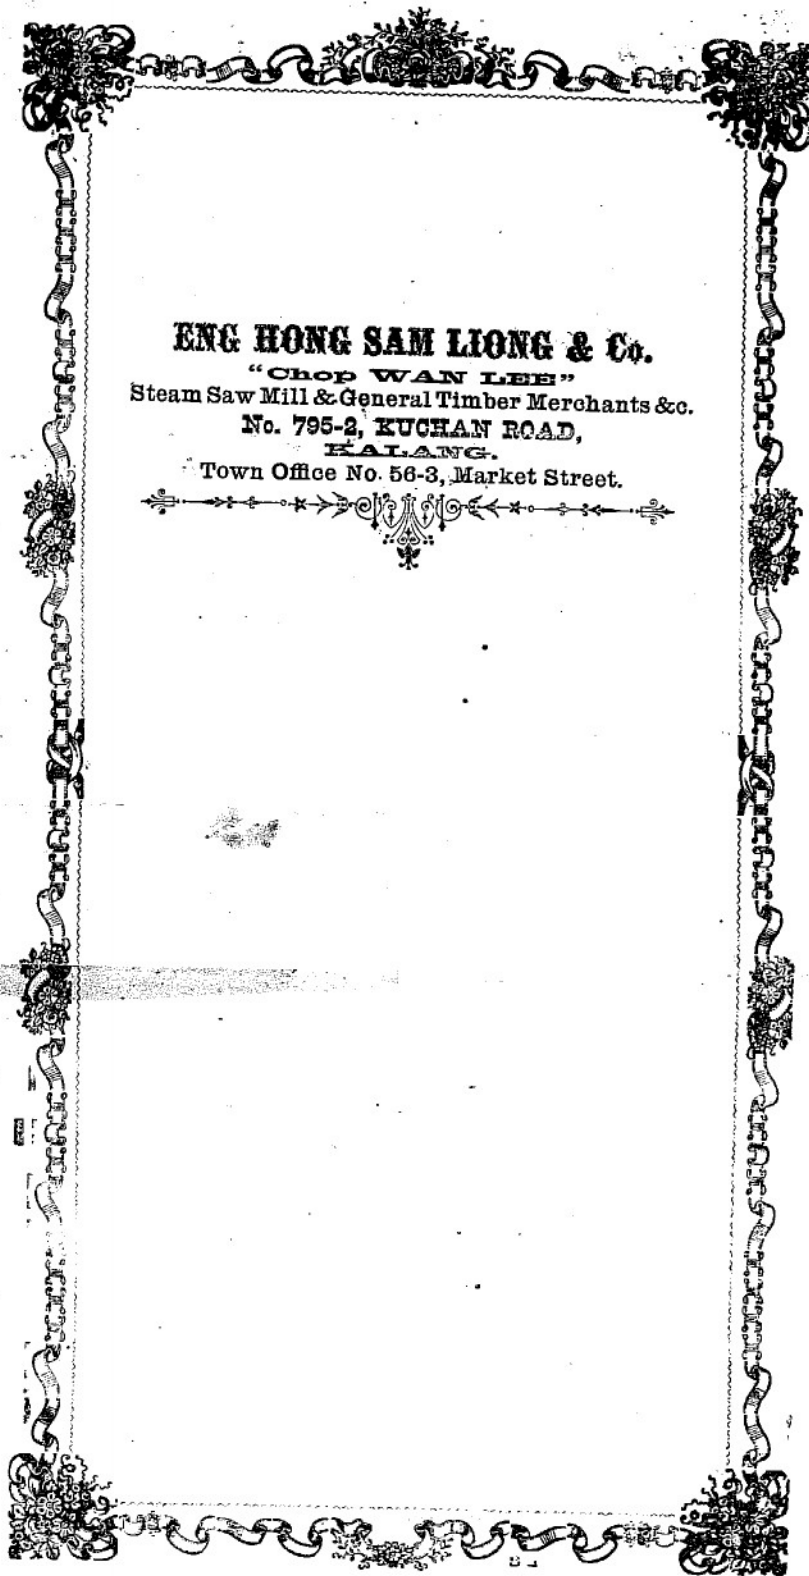 ENG HONG SAM LIONG & Co.
"Chop WAN LEE"
Steam Saw Mill & General Timber Merchants &c.
No. 795-2, KUCHAN ROAD,
KALANG.
Town Office No. 56-3, Market Street.